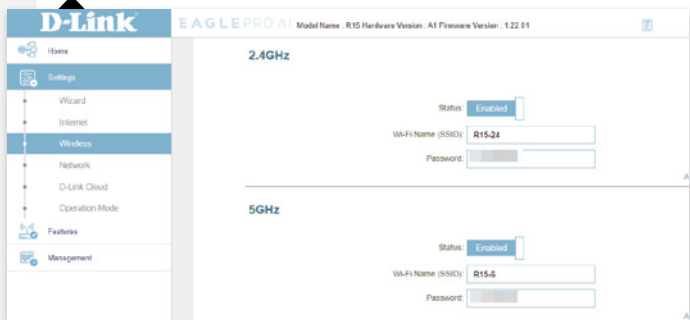 D-Link
EAGLE PRO AI Model Name : R15 Hardware Version : A1 Firmware Version : 1.22.01
Home
Settings
Wizard
Internet
Wireless
Network
D-Link Cloud
Operation Mode
Features
Management
2.4GHz
Status: Enabled
Wi-Fi Name (SSID): R15-24
Password:
A
5GHz
Status: Enabled
Wi-Fi Name (SSID): R15-5
Password:
A